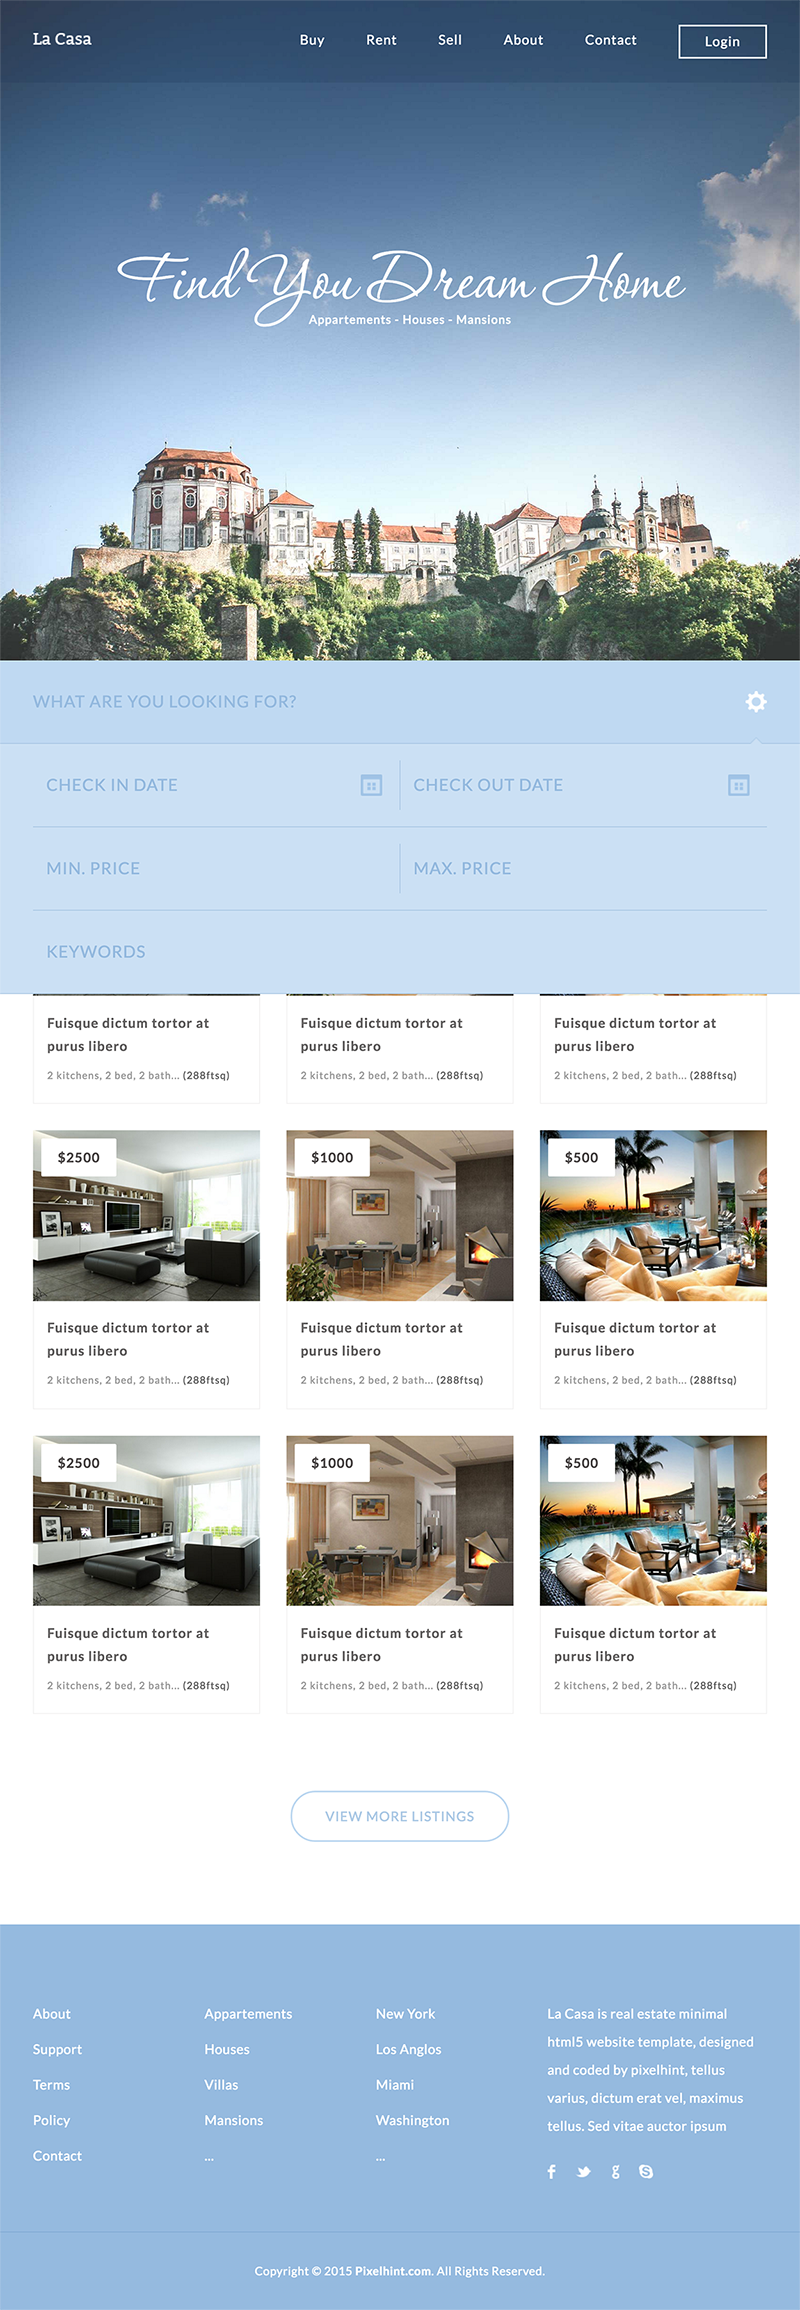 La Casa
Buy Rent Sell About Contact Login
Find You Dream Home
Appartements - Houses - Mansions
WHAT ARE YOU LOOKING FOR?
CHECK IN DATE CHECK OUT DATE
MIN. PRICE MAX. PRICE
KEYWORDS
Fuisque dictum tortor at
purus libero
2 kitchens, 2 bed, 2 bath... (288ftsq)
Fuisque dictum tortor at
purus libero
2 kitchens, 2 bed, 2 bath... (288ftsq)
Fuisque dictum tortor at
purus libero
2 kitchens, 2 bed, 2 bath... (288ftsq)
$2500
Fuisque dictum tortor at
purus libero
2 kitchens, 2 bed, 2 bath... (288ftsq)
$1000
Fuisque dictum tortor at
purus libero
2 kitchens, 2 bed, 2 bath... (288ftsq)
$500
Fuisque dictum tortor at
purus libero
2 kitchens, 2 bed, 2 bath... (288ftsq)
$2500
Fuisque dictum tortor at
purus libero
2 kitchens, 2 bed, 2 bath... (288ftsq)
$1000
Fuisque dictum tortor at
purus libero
2 kitchens, 2 bed, 2 bath... (288ftsq)
$500
Fuisque dictum tortor at
purus libero
2 kitchens, 2 bed, 2 bath... (288ftsq)
VIEW MORE LISTINGS
About
Support
Terms
Policy
Contact
Appartements
Houses
Villas
Mansions
...
New York
Los Anglos
Miami
Washington
...
La Casa is real estate minimal
html5 website template, designed
and coded by pixelhint, tellus
varius, dictum erat vel, maximus
tellus. Sed vitae auctor ipsum
Copyright © 2015 Pixelhint.com. All Rights Reserved.